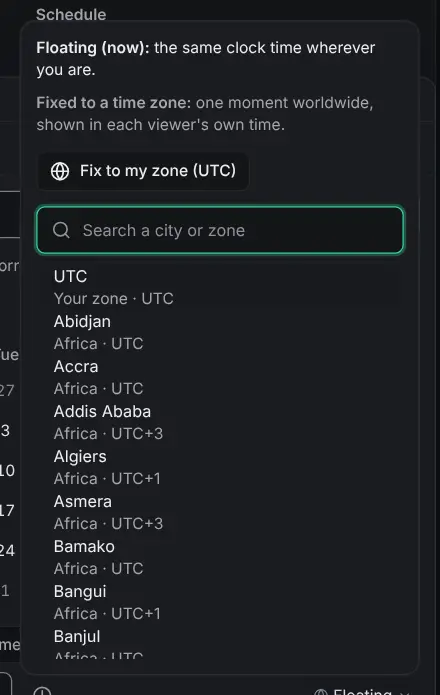 Schedule
Floating (now): the same clock time wherever
you are.
Fixed to a time zone: one moment worldwide,
shown in each viewer's own time.
Fix to my zone (UTC)
Search a city or zone
UTC
Your zone · UTC
Abidjan
Africa · UTC
Accra
Africa · UTC
Addis Ababa
Africa · UTC+3
Algiers
Africa · UTC+1
Asmera
Africa · UTC+3
Bamako
Africa · UTC
Bangui
Africa · UTC+1
Banjul
Africa · UTC
27
3
10
17
24
1
Floating